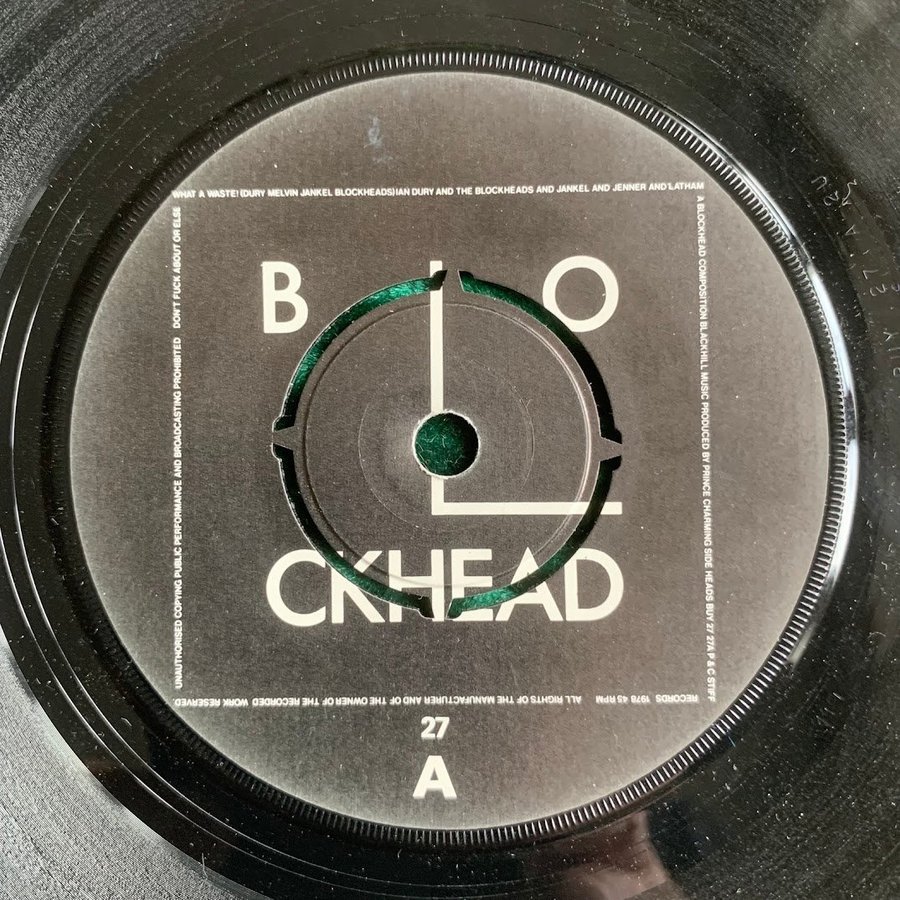 WHAT A WASTE! (DURY MELVIN JANKEL BLOCKHEADS) IAN DURY AND THE BLOCKHEADS AND JANKEL AND JENNER AND LATHAM
A BLOCKHEAD COMPOSITION BLACKHILL MUSIC PRODUCED BY PRINCE CHARMING SIDE HEADS BUY 27 27A P & C STIFF
RECORDS 1978 45 RPM ALL RIGHTS OF THE MANUFACTURER AND OF THE OWNER OF THE RECORDED WORK RESERVED
UNAUTHORISED COPYING PUBLIC PERFORMANCE AND BROADCASTING PROHIBITED DON'T FUCK ABOUT OR ELSE
B L O
CKHEAD
27
A